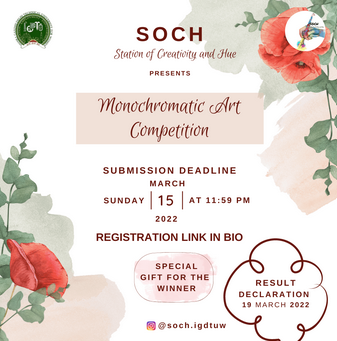 SOCH
Station of Creativity and Hue
PRESENTS
Monochromatic Art
Competition
SUBMISSION DEADLINE
MARCH
SUNDAY 15 AT 11:59 PM
2022
REGISTRATION LINK IN BIO
SPECIAL
GIFT FOR THE
WINNER
RESULT
DECLARATION
19 MARCH 2022
@soch.igdtuw